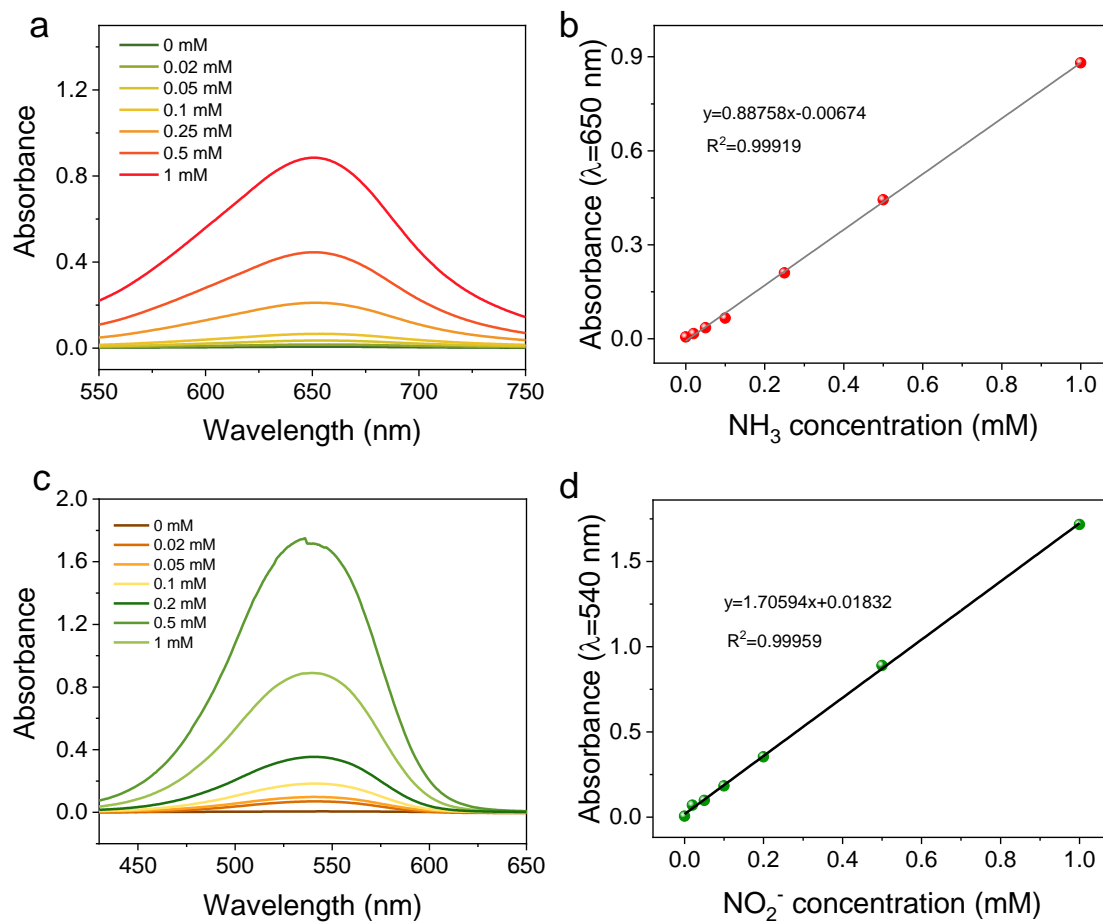 a
Absorbance
1.2
0.8
0.4
0.0
0 mM
0.02 mM
0.05 mM
0.1 mM
0.25 mM
0.5 mM
1 mM
550
600
650
700
750
Wavelength (nm)
b
Absorbance (λ=650 nm)
0.9
0.6
0.3
0.0
y=0.88758x-0.00674
R²=0.99919
0.0
0.2
0.4
0.6
0.8
1.0
NH₃ concentration (mM)
c
Absorbance
2.0
1.6
1.2
0.8
0.4
0.0
0 mM
0.02 mM
0.05 mM
0.1 mM
0.2 mM
0.5 mM
1 mM
450
500
550
600
650
Wavelength (nm)
d
Absorbance (λ=540 nm)
1.5
1.0
0.5
0.0
y=1.70594x+0.01832
R²=0.99959
0.0
0.2
0.4
0.6
0.8
1.0
NO₂⁻ concentration (mM)